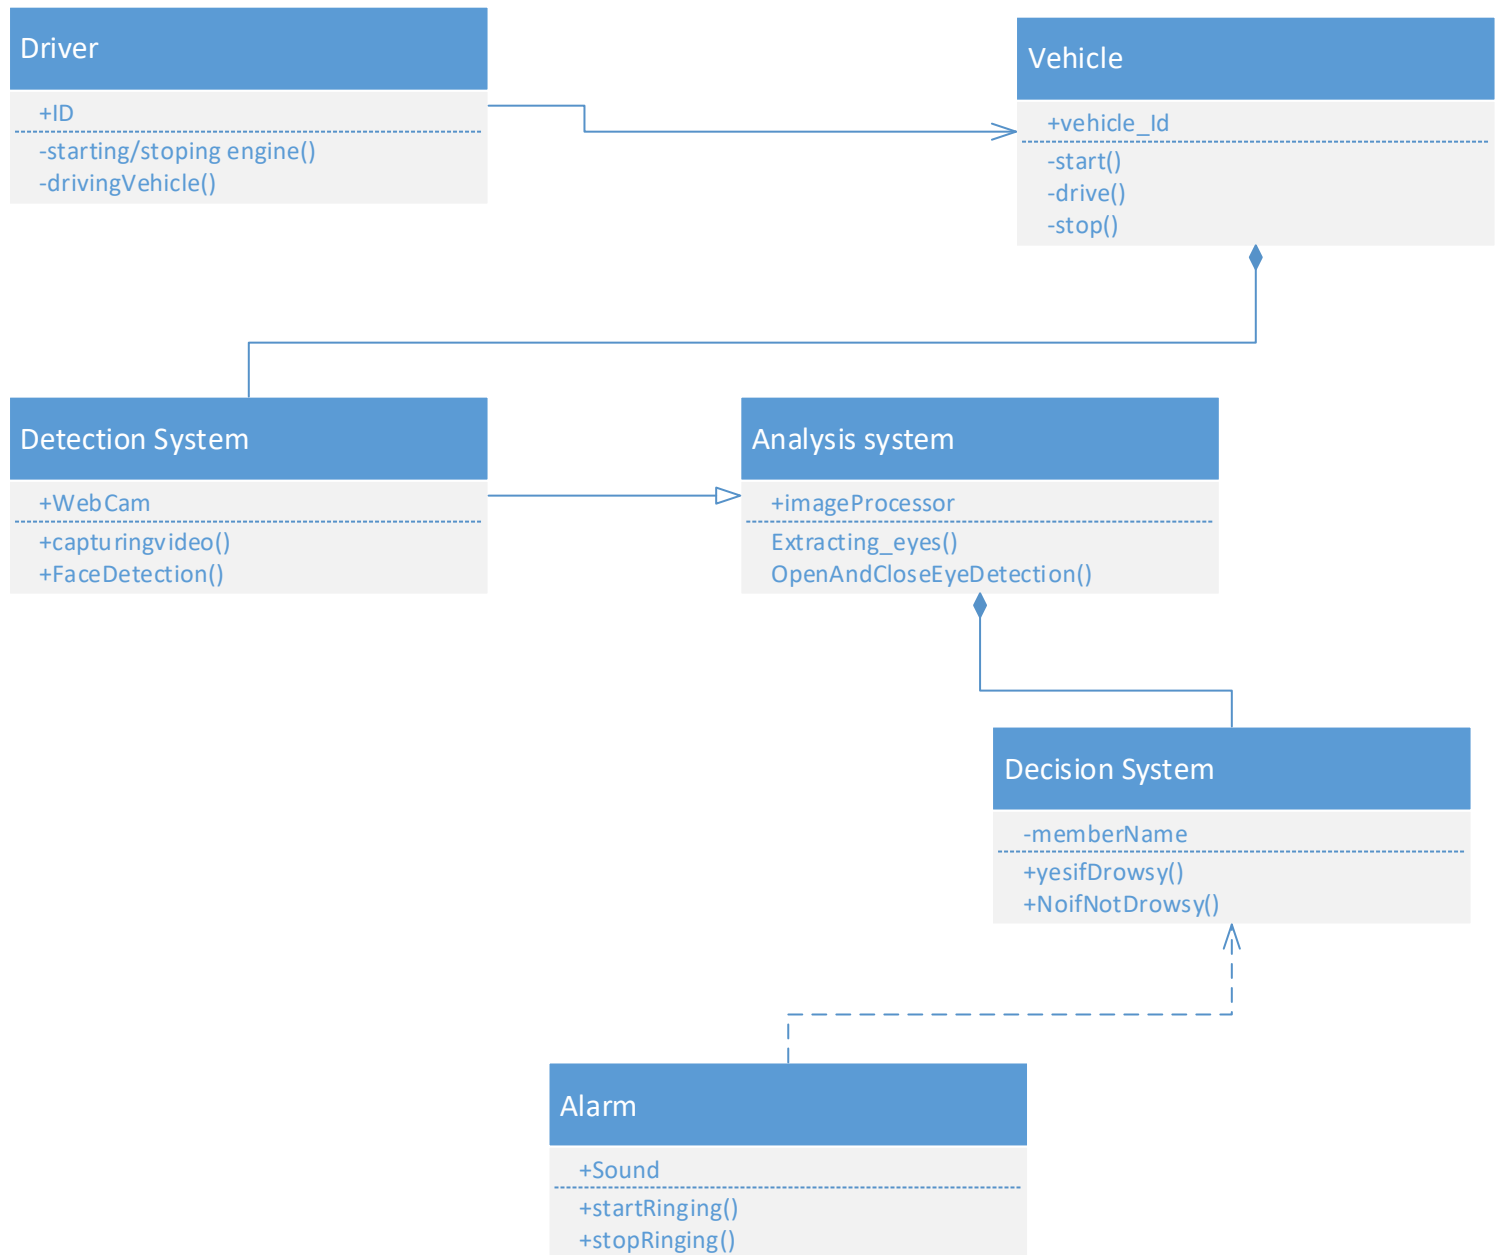 Driver
+ID
-starting/stoping engine()
-drivingVehicle()
Vehicle
+vehicle_Id
-start()
-drive()
-stop()
Detection System
+WebCam
+capturingvideo()
+FaceDetection()
Analysis system
+imageProcessor
Extracting_eyes()
OpenAndCloseEyeDetection()
Decision System
-memberName
+yesifDrowsy()
+NoifNotDrowsy()
Alarm
+Sound
+startRinging()
+stopRinging()